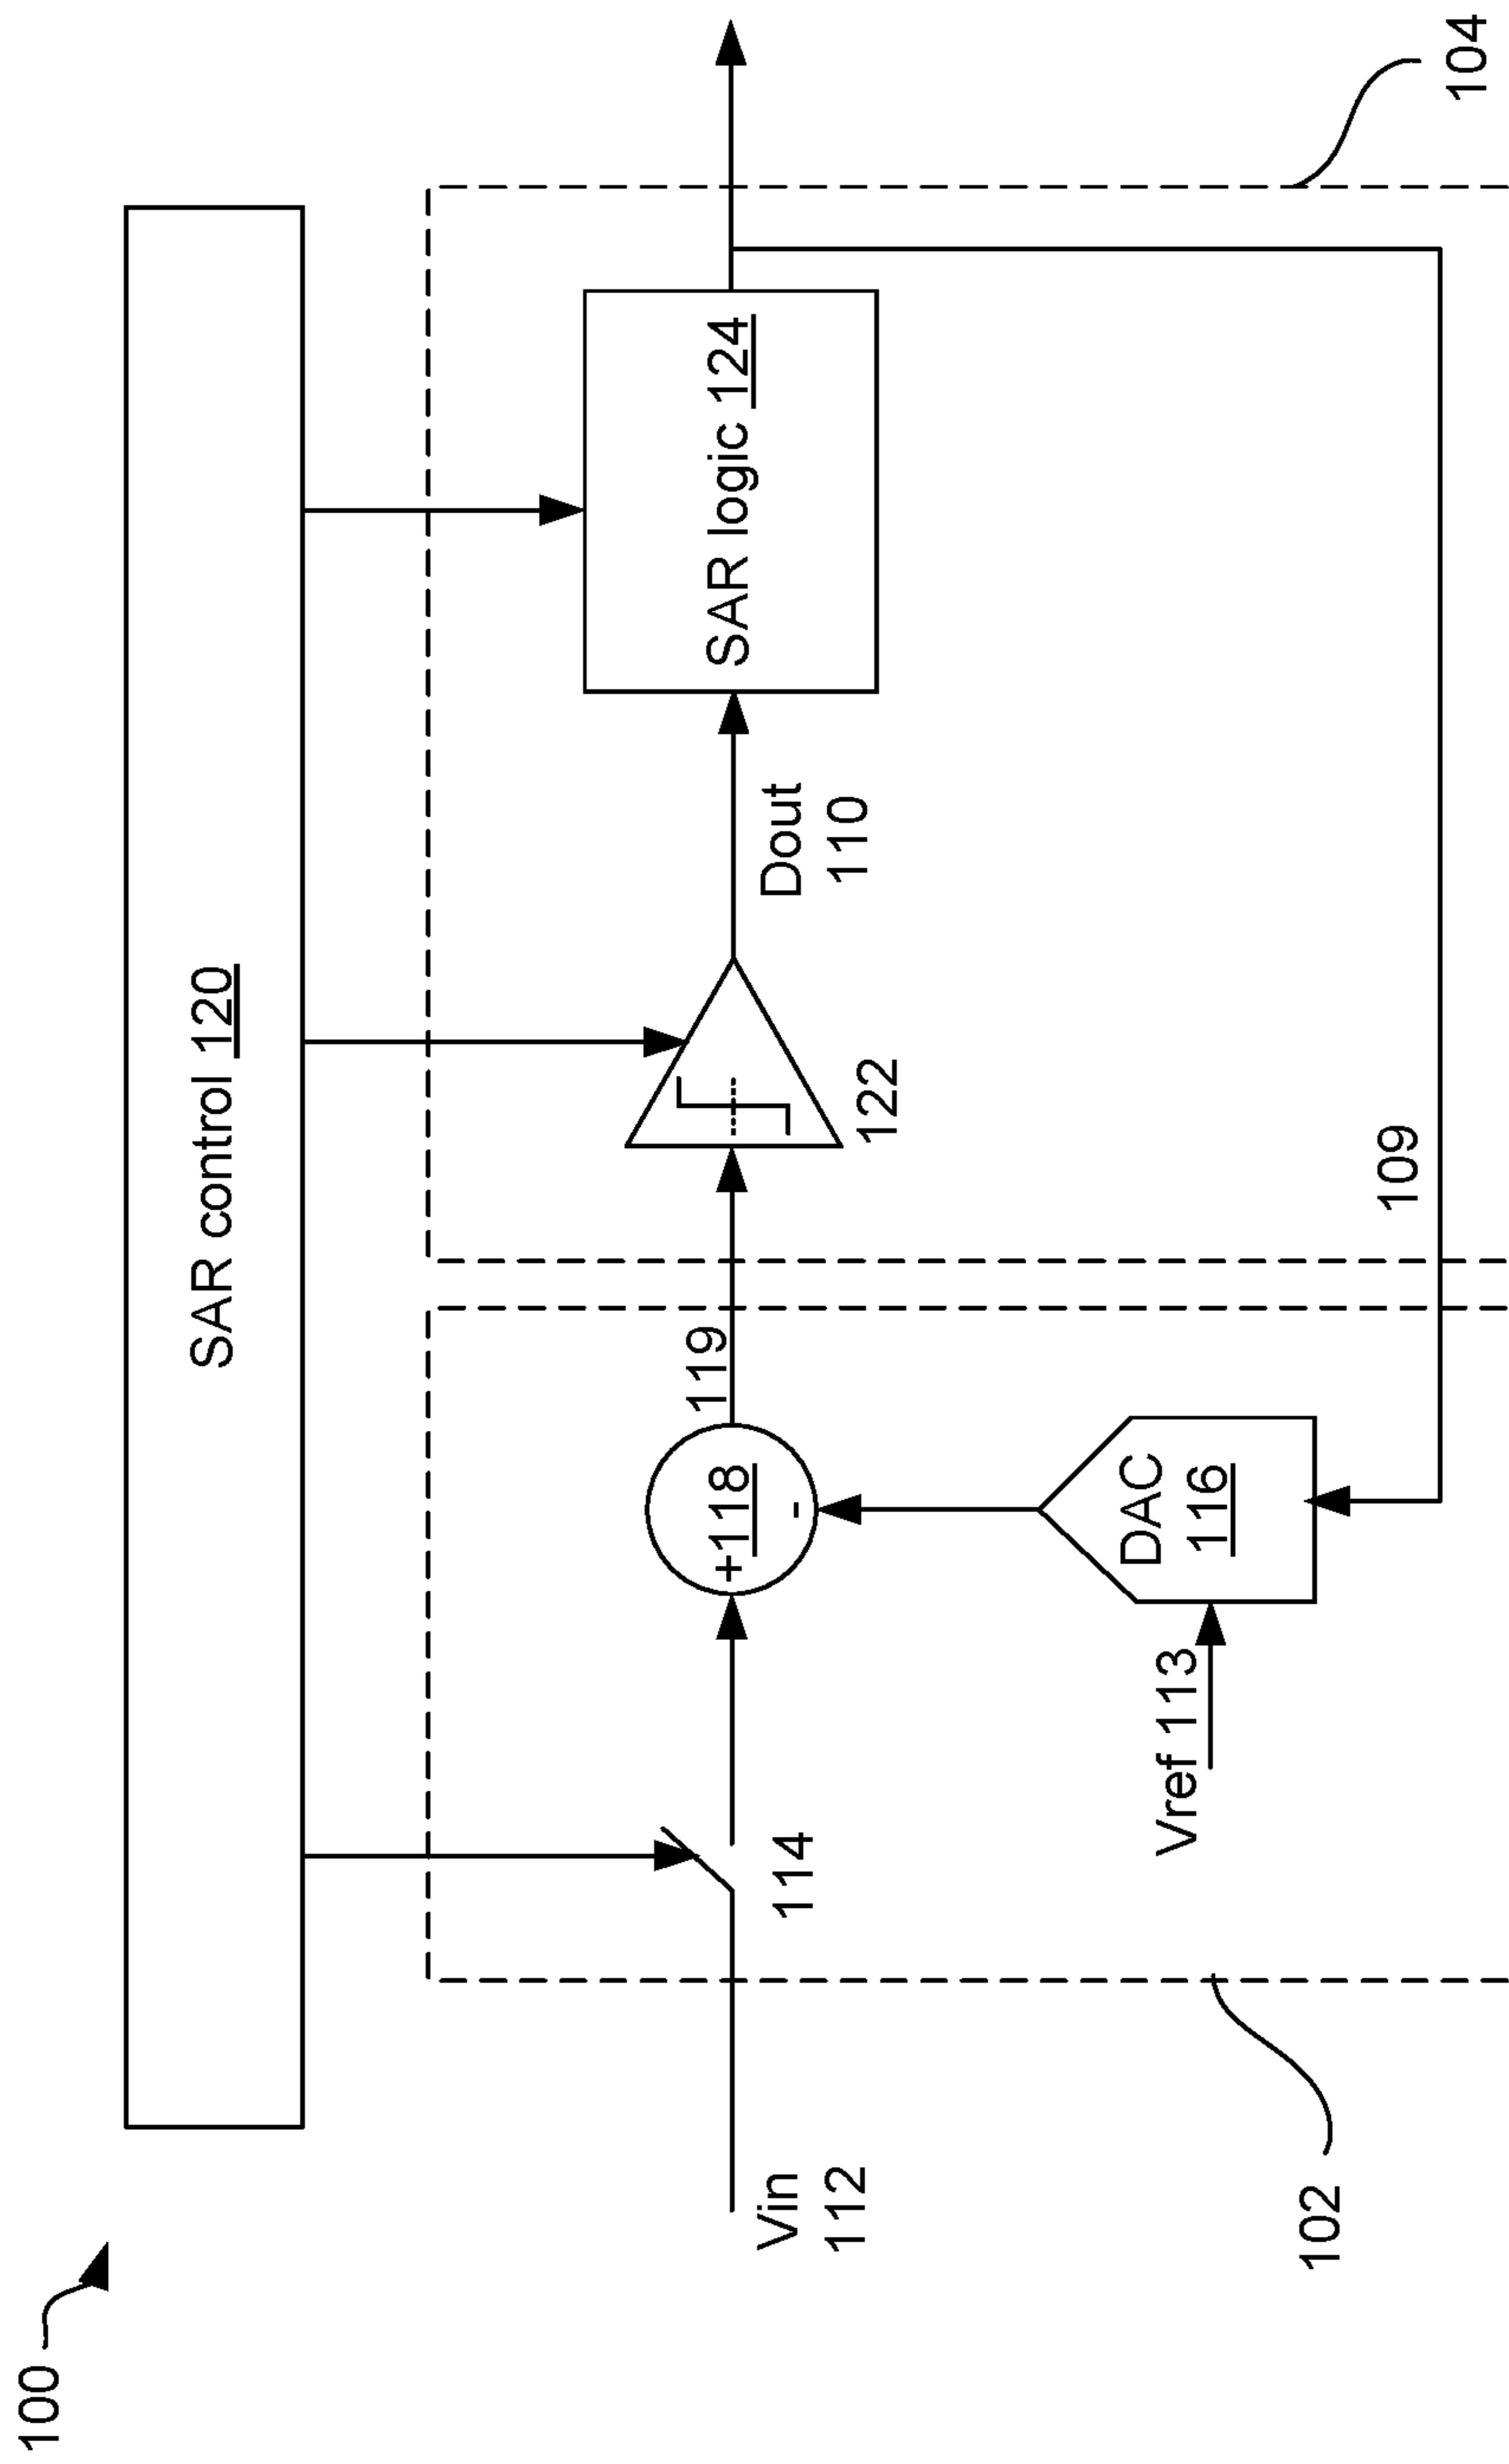 100
SAR control 120
Vin
112
114
+118
-
119
122
Dout
110
SAR logic 124
Vref 113
DAC
116
109
102
104